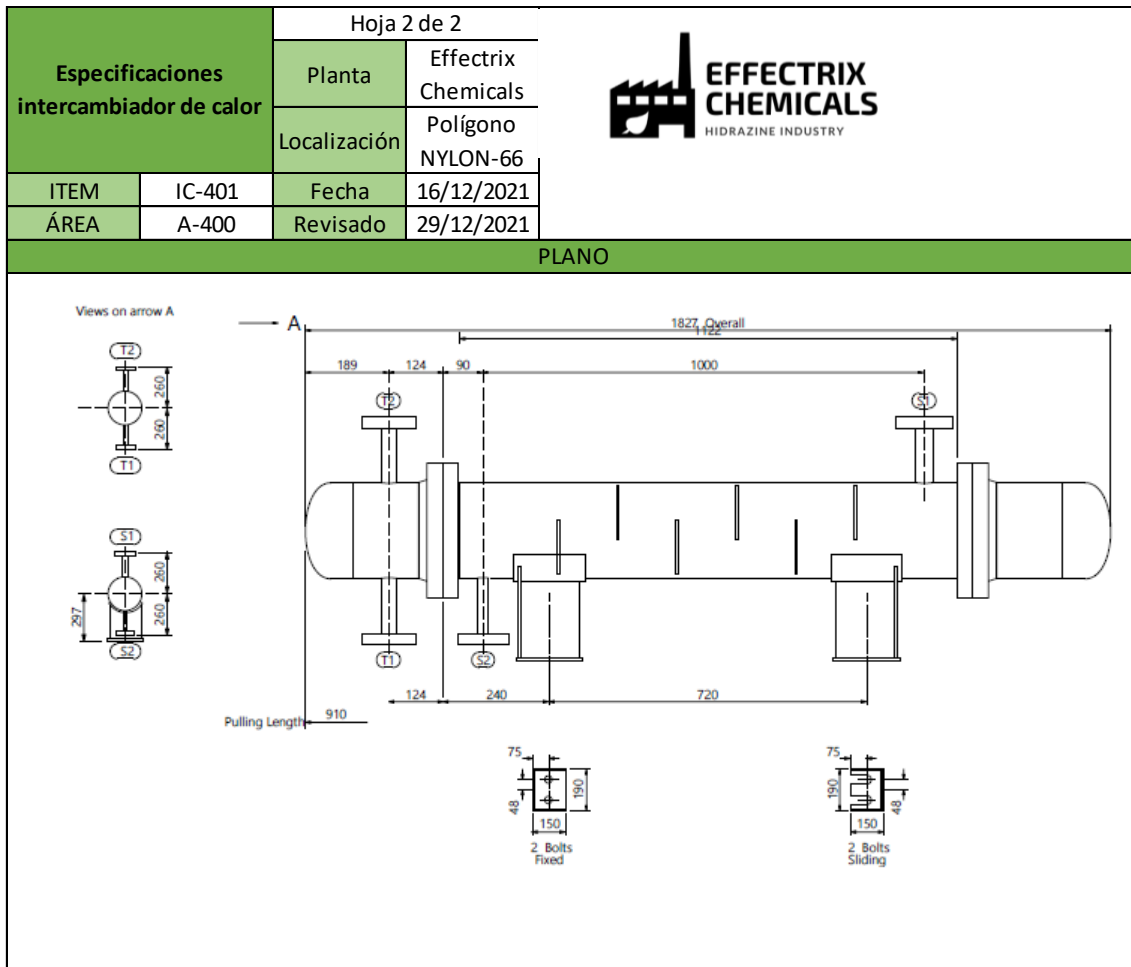 Especificaciones
intercambiador de calor
Hoja 2 de 2
Planta
Effectrix
Chemicals
Localización
Polígono
NYLON-66
ITEM
IC-401
Fecha
16/12/2021
ÁREA
A-400
Revisado
29/12/2021
EFFECTRIX
CHEMICALS
HIDRAZINE INDUSTRY
PLANO
Views on arrow A
A
1827 Overall
1122
189
124
90
1000
T2
260
260
T1
T2
S1
S1
260
297
260
S2
T1
S2
124
240
720
Pulling Length
910
75
48
190
150
2 Bolts
Fixed
75
190
48
150
2 Bolts
Sliding